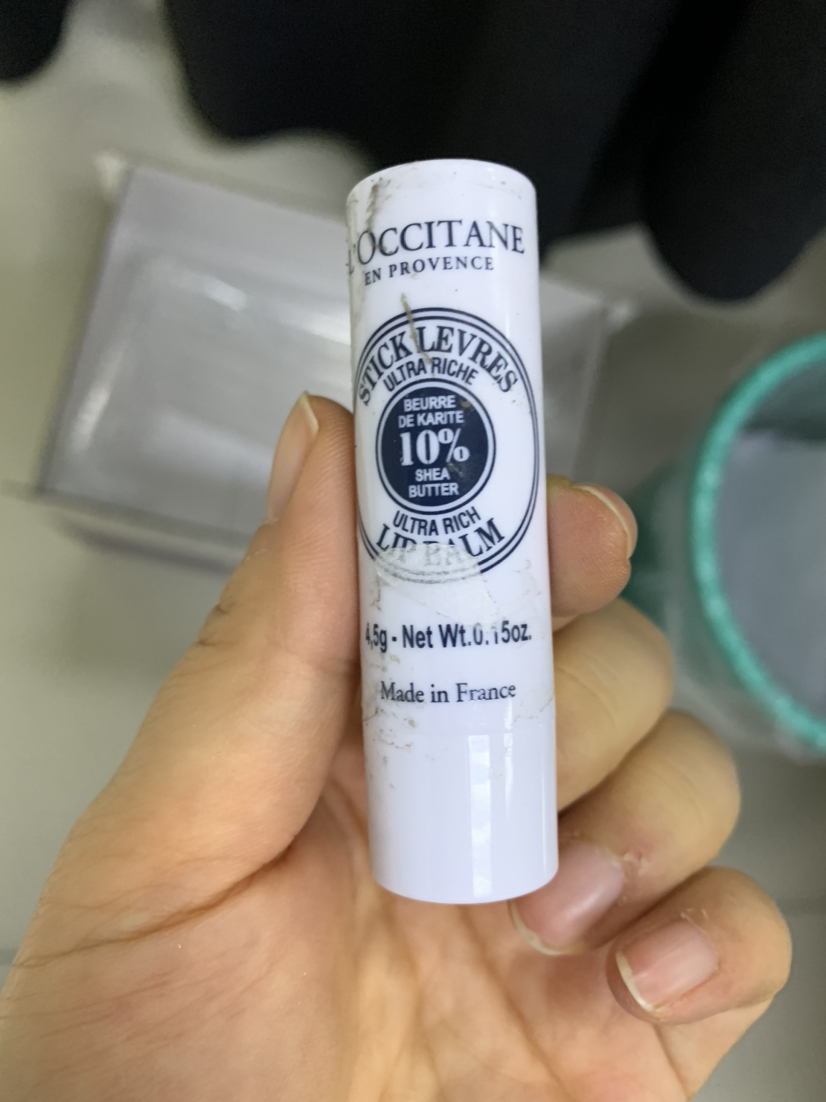 L'OCCITANE
EN PROVENCE
STICK LEVRES
ULTRA RICHE
BEURRE
DE KARITE
10%
SHEA
BUTTER
ULTRA RICH
LIP BALM
4,5g - Net Wt.0.15oz.
Made in France